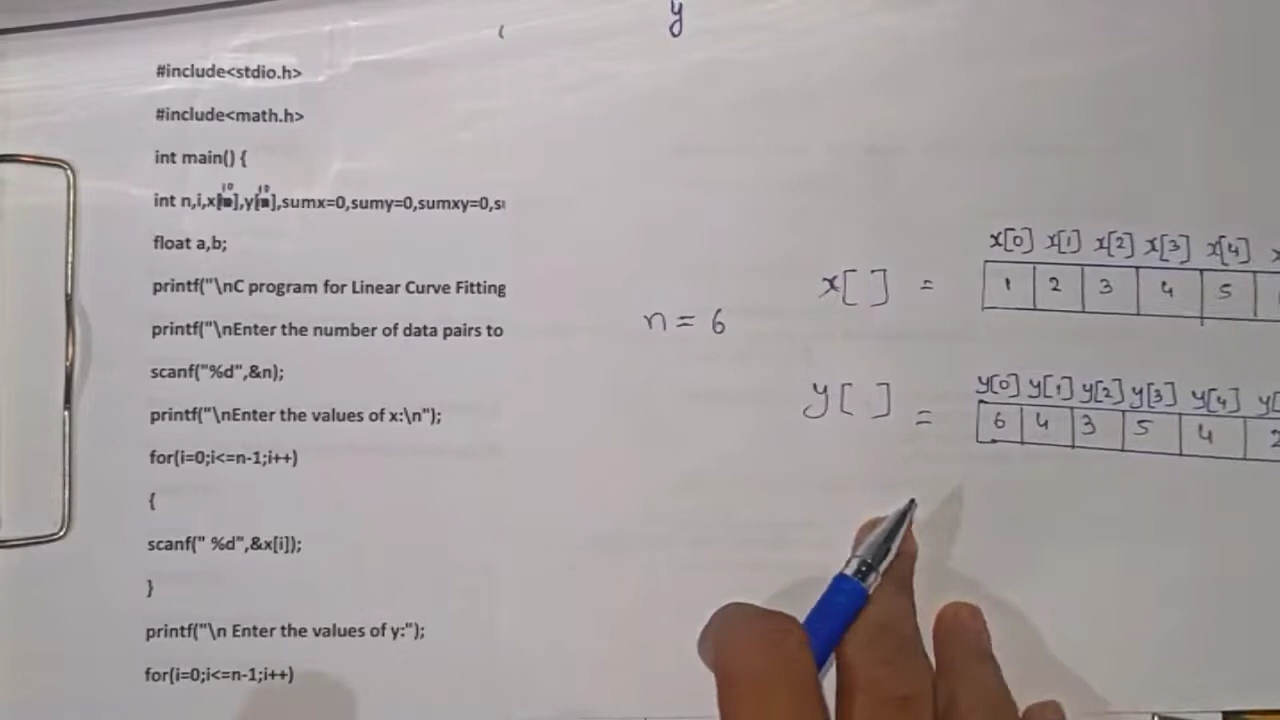 y
#include<stdio.h>
#include<math.h>
int main() {
int n,i,x[10],y[10],sumx=0,sumy=0,sumxy=0,s
float a,b;
printf("\nC program for Linear Curve Fitting
printf("\nEnter the number of data pairs to
scanf("%d",&n);
printf("\nEnter the values of x:\n");
for(i=0;i<=n-1;i++)
{
scanf(" %d",&x[i]);
}
printf("\n Enter the values of y:");
for(i=0;i<=n-1;i++)
n = 6
x[0] x[1] x[2] x[3] x[4]
x[ ] = 1 2 3 4 5
y[0] y[1] y[2] y[3] y[4] y[
y[ ] = 6 4 3 5 4 2